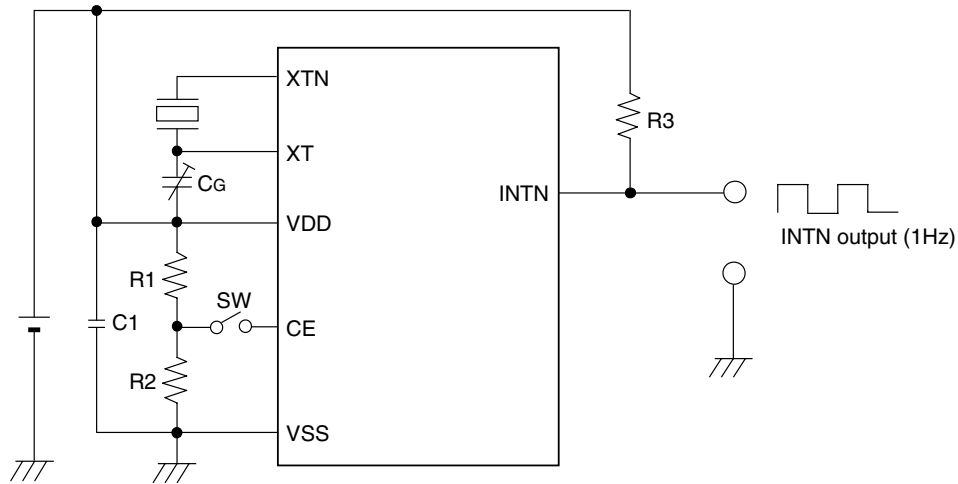 XTN
R3
XT
CG
INTN
VDD
INTN output (1Hz)
R1
SW
C1
CE
R2
VSS